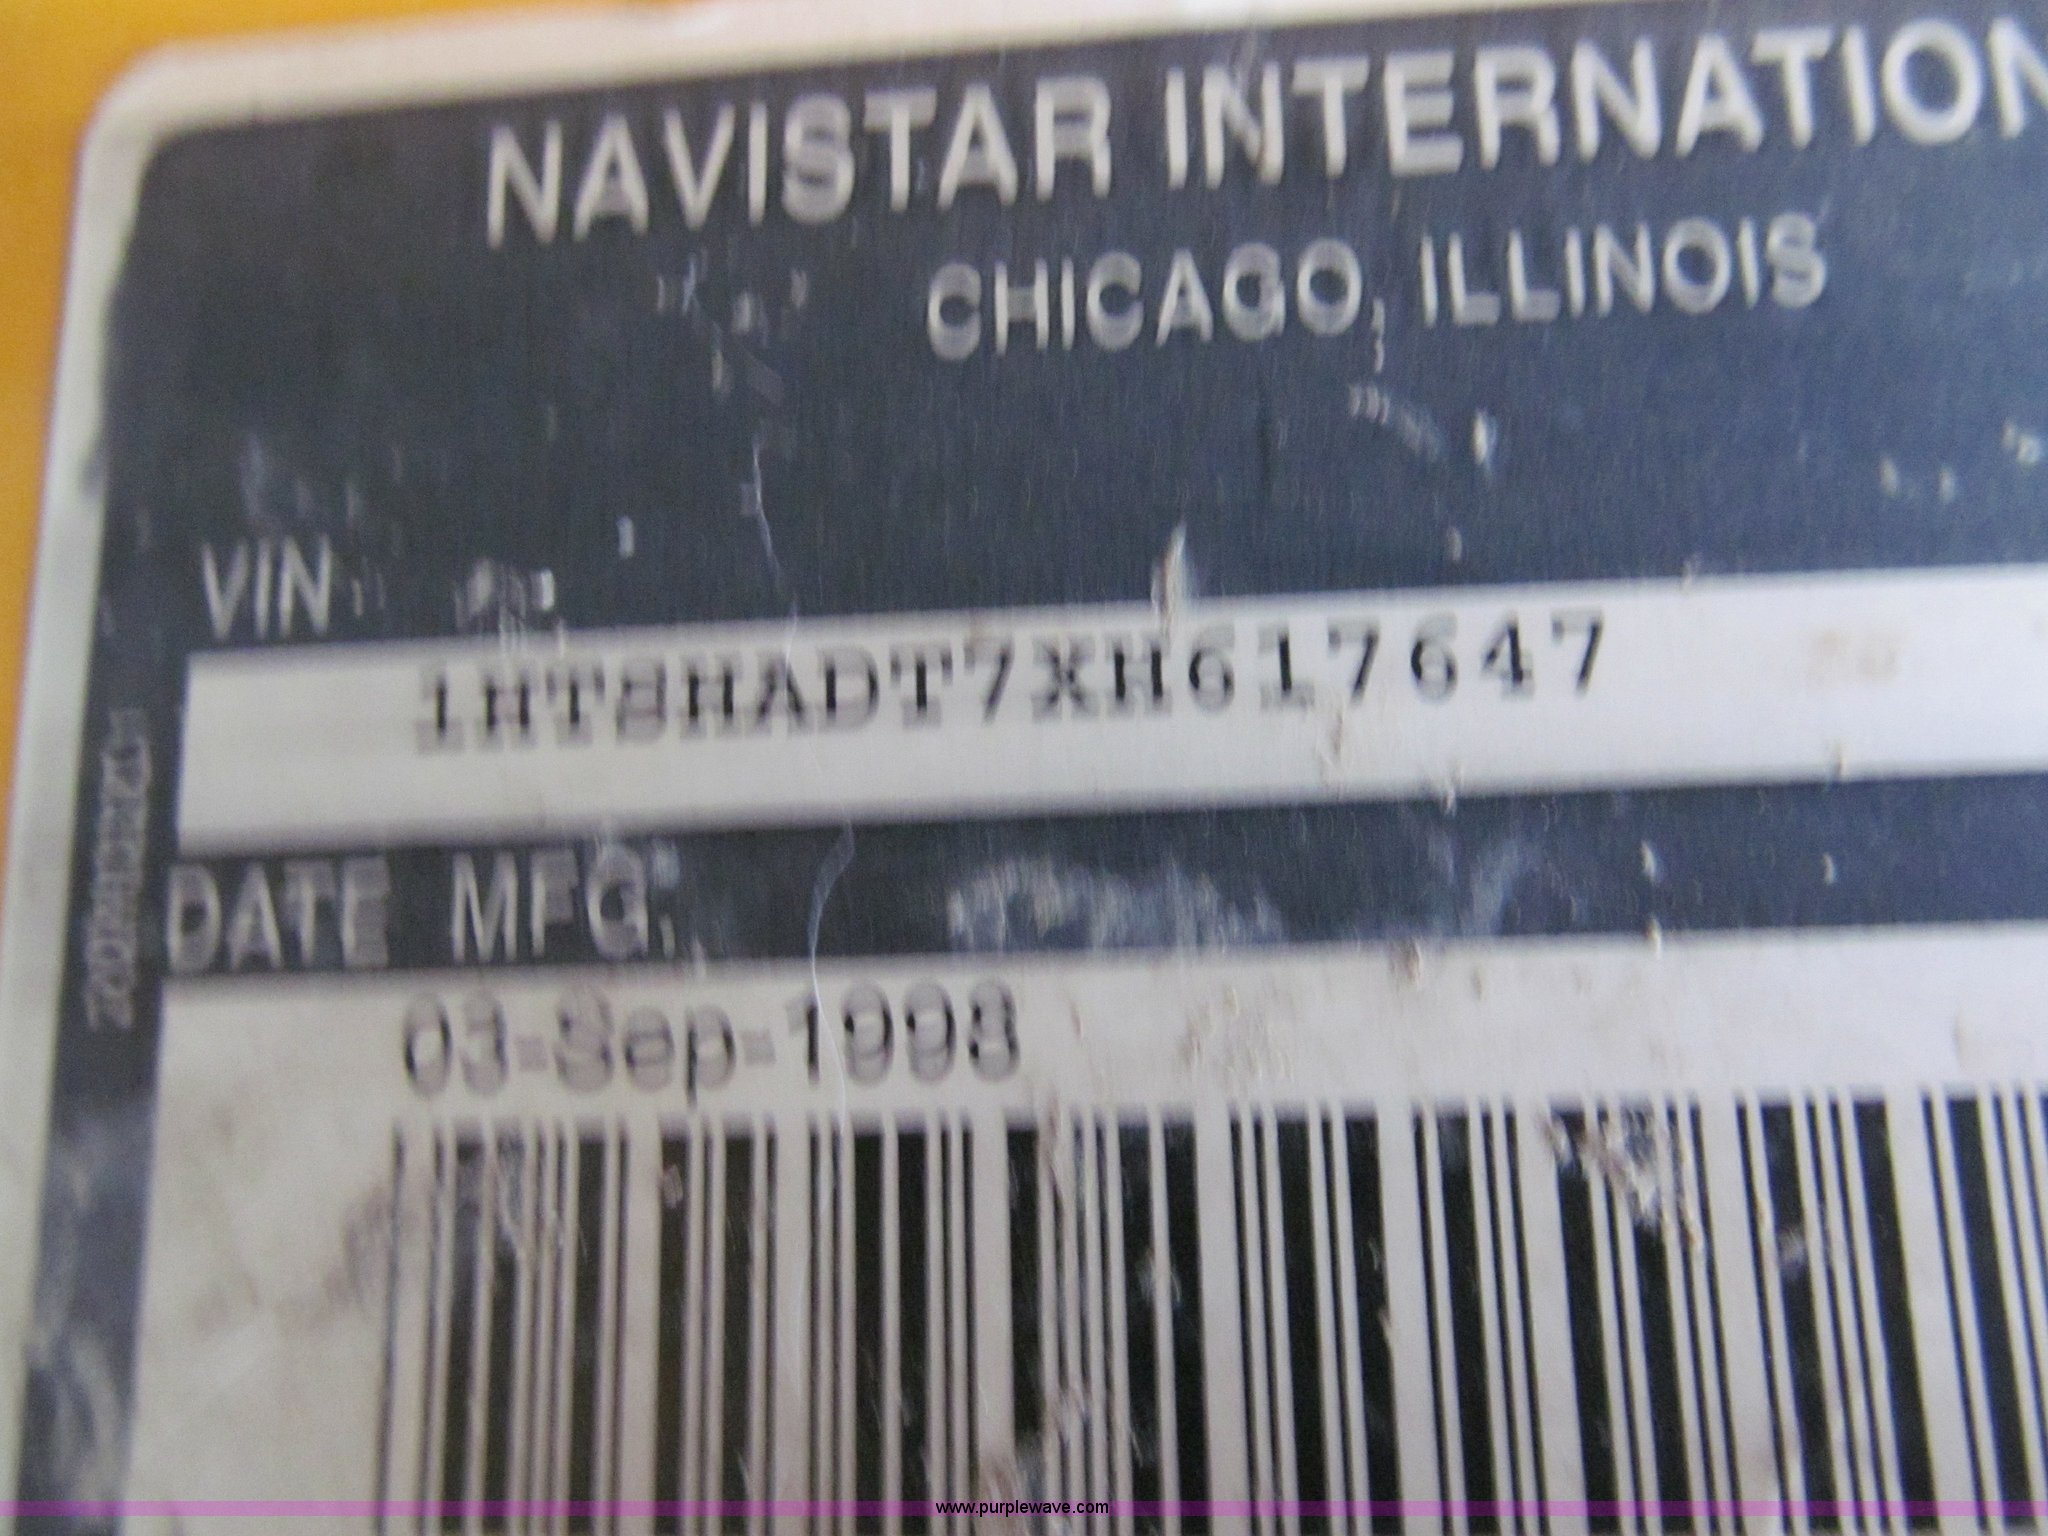 NAVISTAR INTERNATION
CHICAGO, ILLINOIS
VIN:
1HTSHADT7XH617647
DATE MFG.
03-Sep-1998
www.purplewave.com